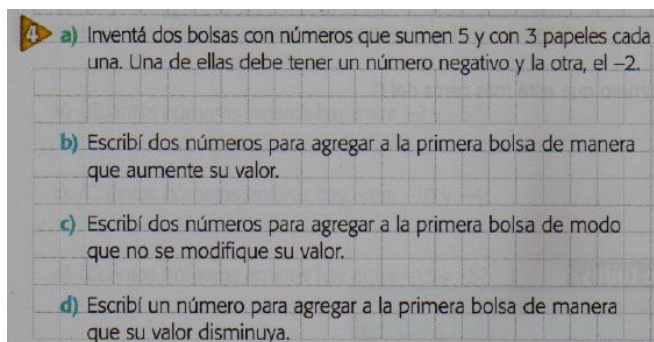 4 a) Inventá dos bolsas con números que sumen 5 y con 3 papeles cada
una. Una de ellas debe tener un número negativo y la otra, el –2.
b) Escribí dos números para agregar a la primera bolsa de manera
que aumente su valor.
c) Escribí dos números para agregar a la primera bolsa de modo
que no se modifique su valor.
d) Escribí un número para agregar a la primera bolsa de manera
que su valor disminuya.